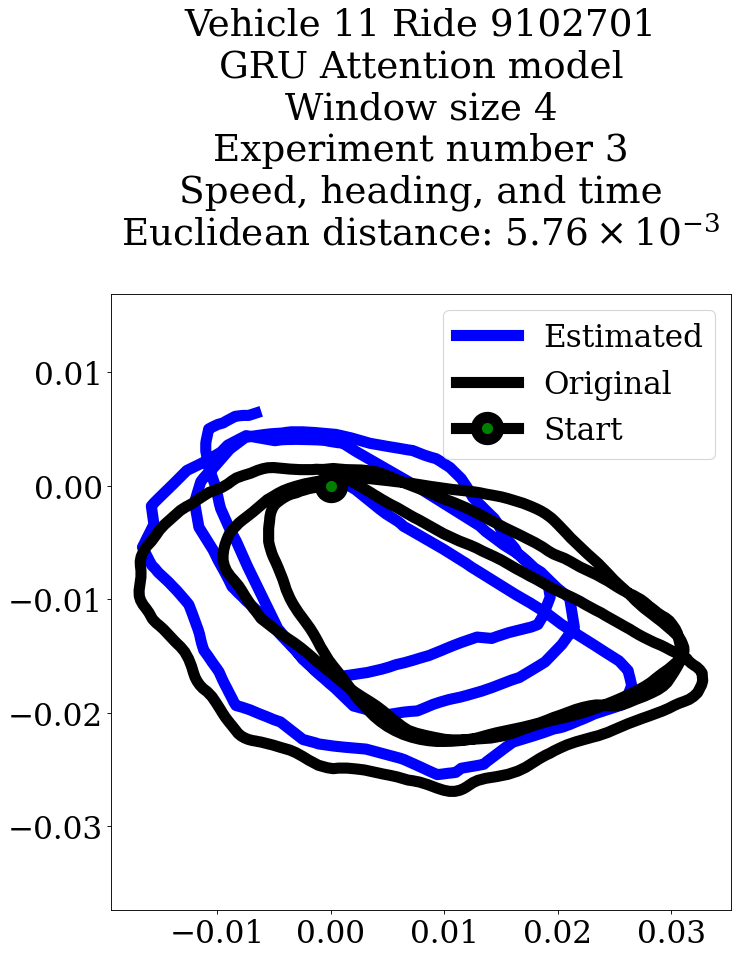 Vehicle 11 Ride 9102701
GRU Attention model
Window size 4
Experiment number 3
Speed, heading, and time
Euclidean distance: 5.76 × 10⁻³
Estimated
Original
Start
0.01
0.00
−0.01
−0.02
−0.03
−0.01 0.00 0.01 0.02 0.03